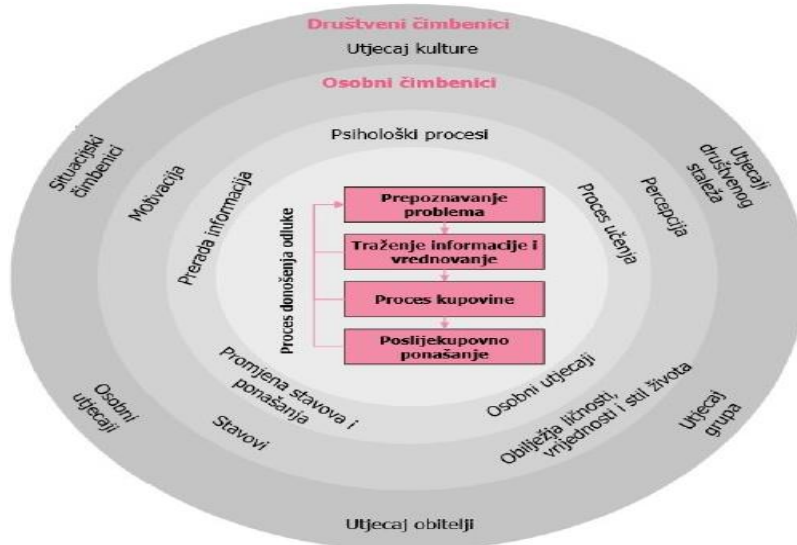 Društveni čimbenici
Utjecaj kulture
Osobni čimbenici
Psihološki procesi
Situacijski
čimbenici
Motivacija
Prerada informacija
Proces donošenja odluke
Prepoznavanje
problema
Traženje informacije i
vrednovanje
Proces kupovine
Poslijekupovno
ponašanje
Proces učenja
Percepcija
Utjecaji
društvenog
staleža
Osobni
utjecaji
Stavovi
Promjena stavova i
ponašanja
Osobni utjecaji
Obilježja ličnosti,
vrijednosti i stil života
Utjecaj
grupa
Utjecaj obitelji